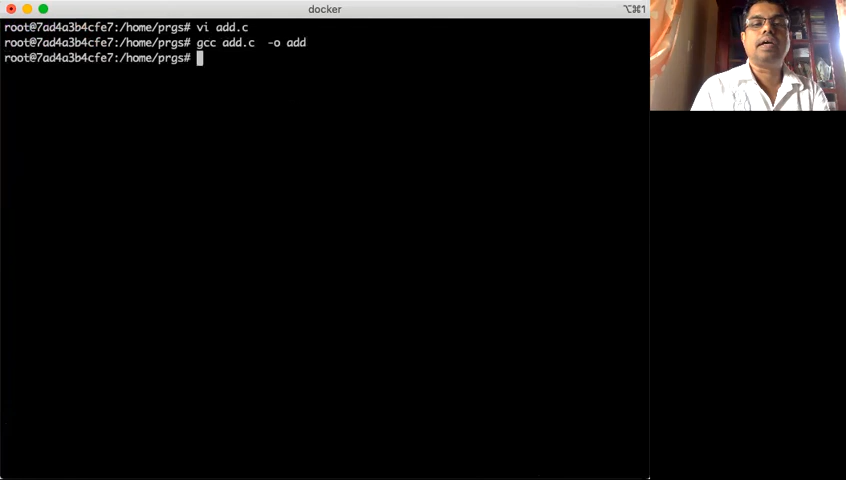 docker
⌥⌘1
root@7ad4a3b4cfe7:/home/prgs# vi add.c
root@7ad4a3b4cfe7:/home/prgs# gcc add.c  -o add
root@7ad4a3b4cfe7:/home/prgs#